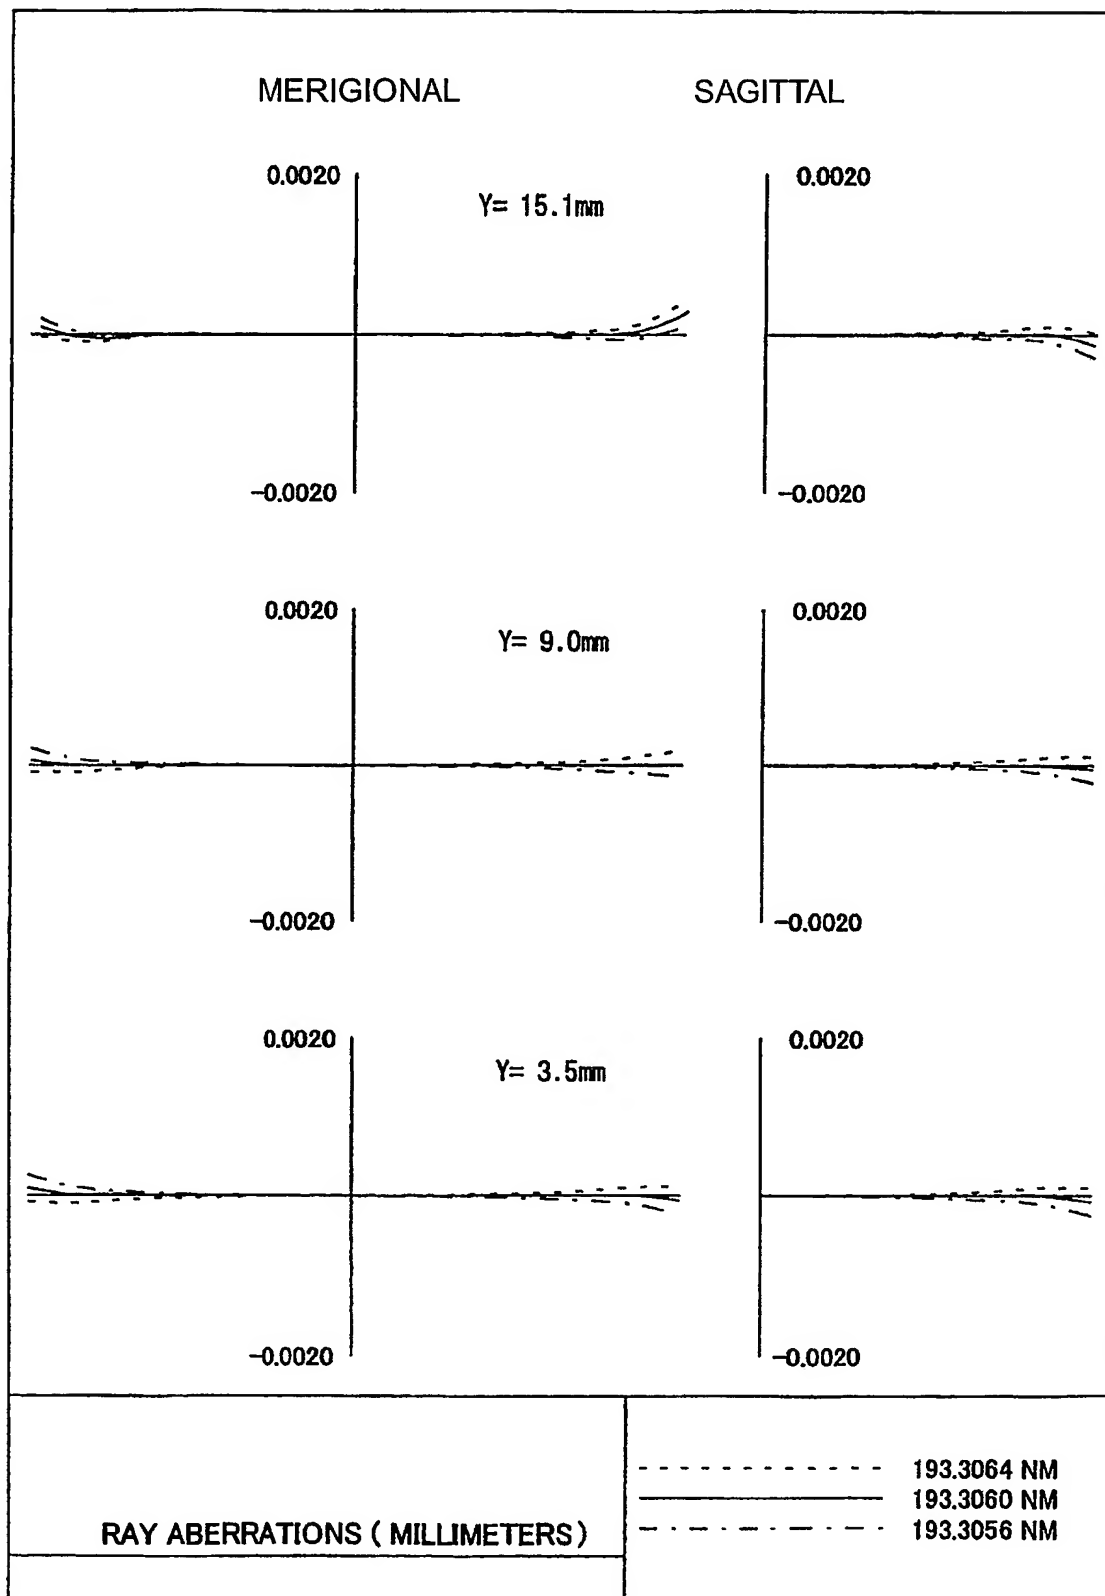 MERIGIONAL SAGITTAL
0.0020 0.0020
Y= 15.1mm
-0.0020 -0.0020
0.0020 0.0020
Y= 9.0mm
-0.0020 -0.0020
0.0020 0.0020
Y= 3.5mm
-0.0020 -0.0020
193.3064 NM
193.3060 NM
193.3056 NM
RAY ABERRATIONS ( MILLIMETERS )